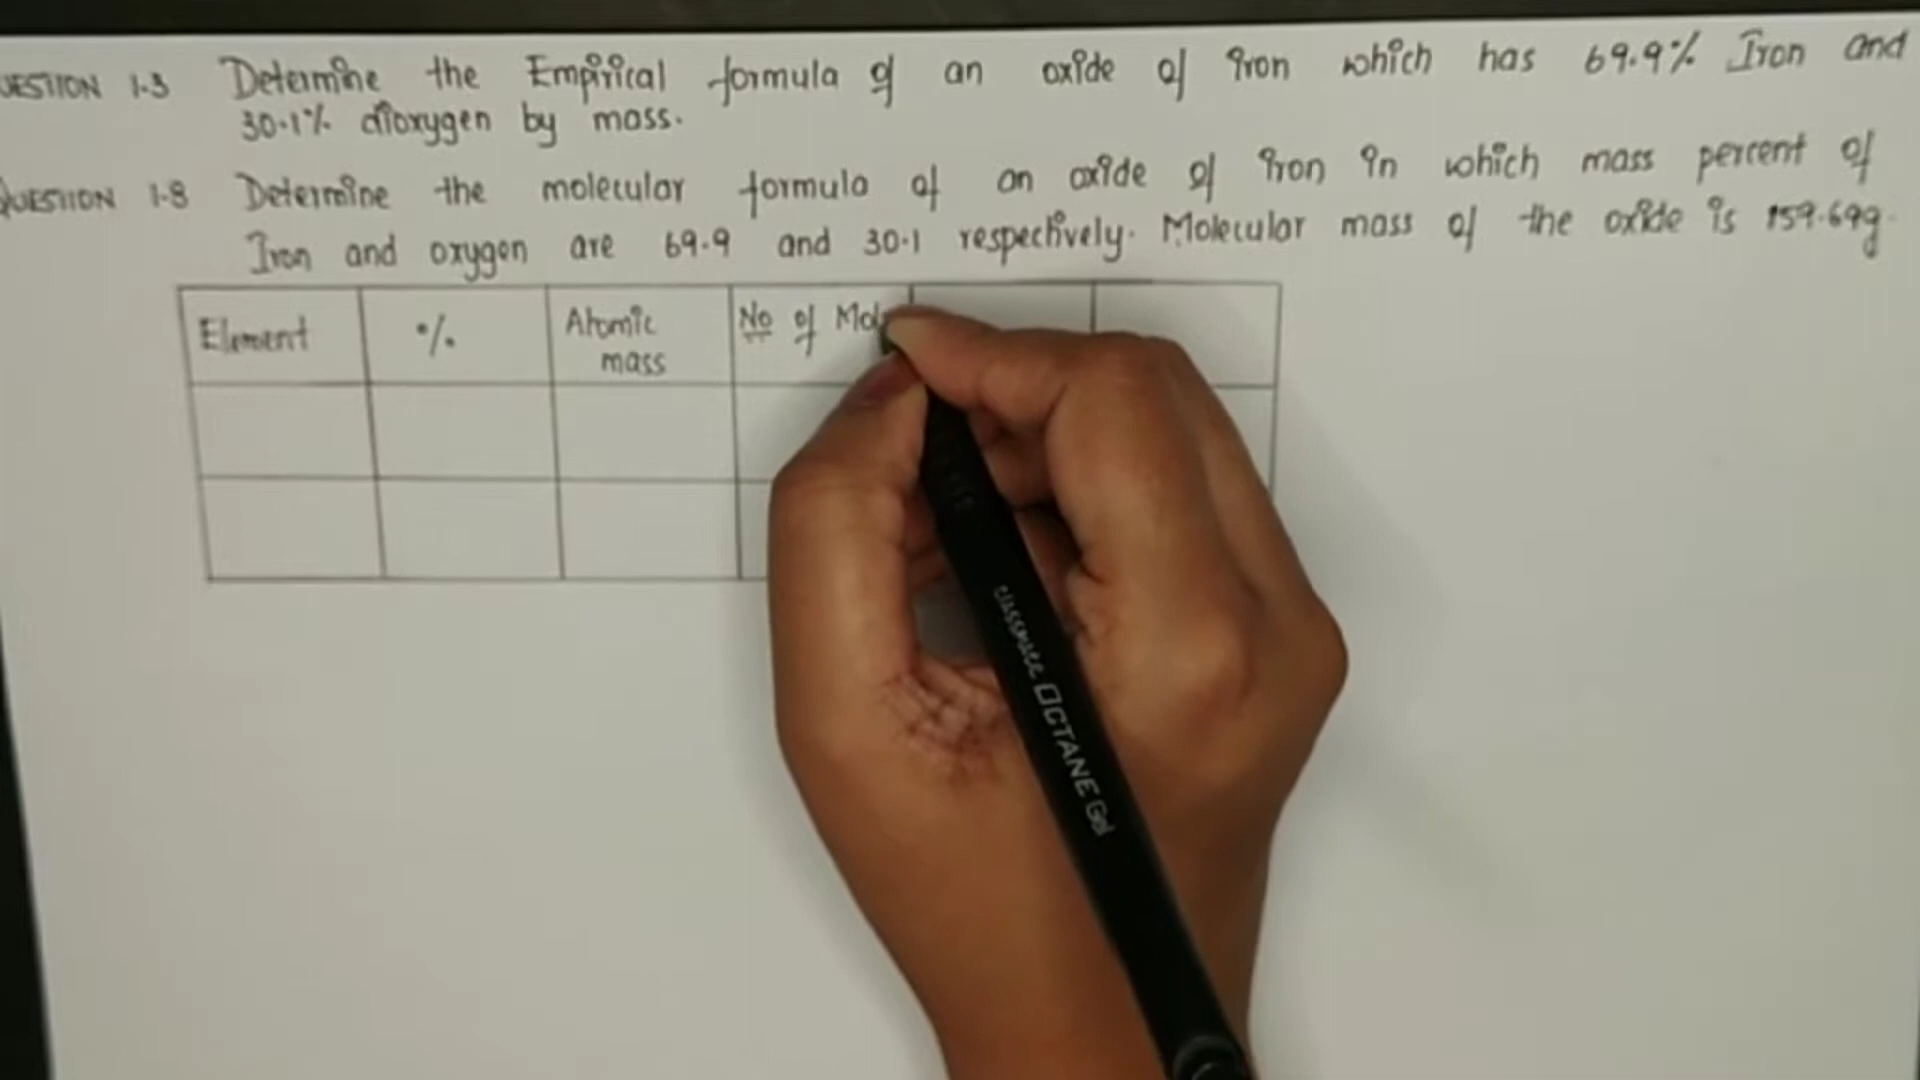 UESTION 1.3 Determine the Empirical formula of an oxide of iron which has 69.9% Iron and
30.1% dioxygen by mass.
QUESTION 1.8 Determine the molecular formula of an oxide of iron in which mass percent of
Iron and oxygen are 69.9 and 30.1 respectively. Molecular mass of the oxide is 159.69g.
Element % Atomic mass No of Mol
classmate OCTANE Gel